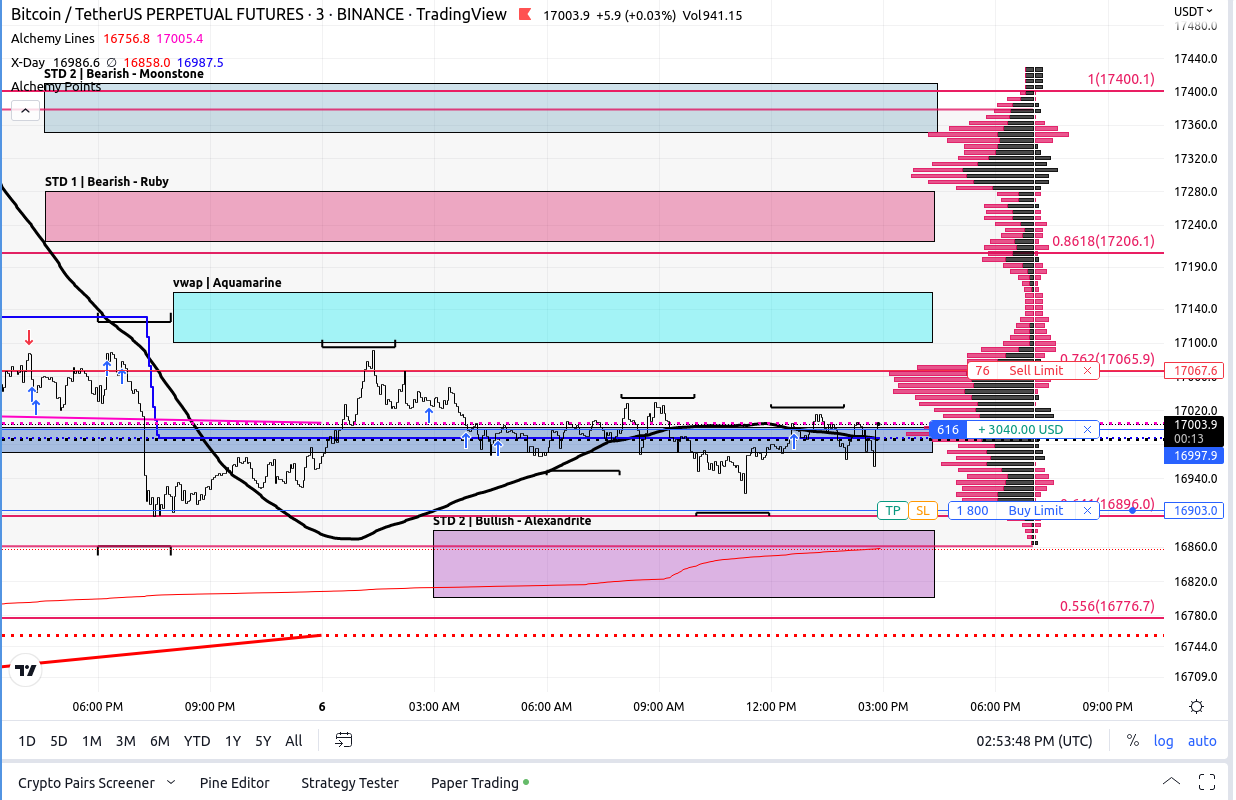 Bitcoin / TetherUS PERPETUAL FUTURES · 3 · BINANCE · TradingView 17003.9 +5.9 (+0.03%) Vol941.15
USDT
Alchemy Lines 16756.8 17005.4
X-Day 16986.6 ∅ 16858.0 16987.5
STD 2 | Bearish - Moonstone
Alchemy Points
1(17400.1)
STD 1 | Bearish - Ruby
0.8618(17206.1)
vwap | Aquamarine
0.762(17065.9)
76 Sell Limit
616 + 3040.00 USD
TP SL 1 800 Buy Limit
STD 2 | Bullish - Alexandrite
0.556(16776.7)
17480.0
17440.0
17400.0
17360.0
17320.0
17280.0
17240.0
17190.0
17140.0
17100.0
17067.6
17020.0
17003.9
00:13
16997.9
16940.0
16903.0
16860.0
16820.0
16780.0
16744.0
16709.0
06:00 PM 09:00 PM 6 03:00 AM 06:00 AM 09:00 AM 12:00 PM 03:00 PM 06:00 PM 09:00 PM
1D 5D 1M 3M 6M YTD 1Y 5Y All 02:53:48 PM (UTC) % log auto
Crypto Pairs Screener Pine Editor Strategy Tester Paper Trading